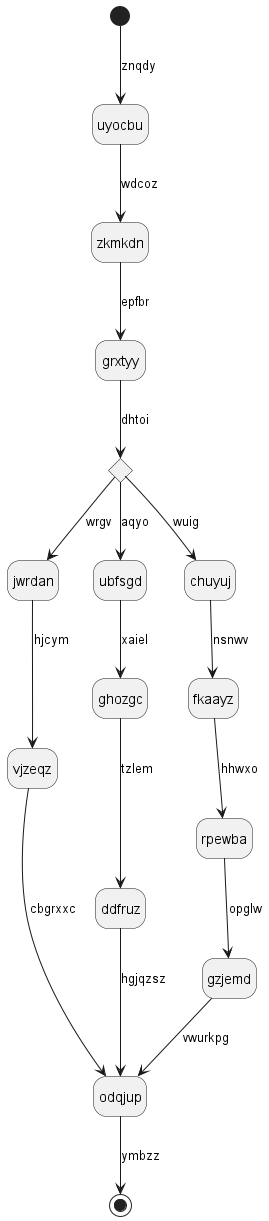 znqdy
uyocbu
wdcoz
zkmkdn
epfbr
grxtyy
dhtoi
wrgv
aqyo
wuig
jwrdan
ubfsgd
chuyuj
hjcym
xaiel
nsnwv
ghozgc
fkaayz
vjzeqz
tzlem
hhwxo
rpewba
cbgrxxc
ddfruz
opglw
gzjemd
hgjqzsz
vwurkpg
odqjup
ymbzz